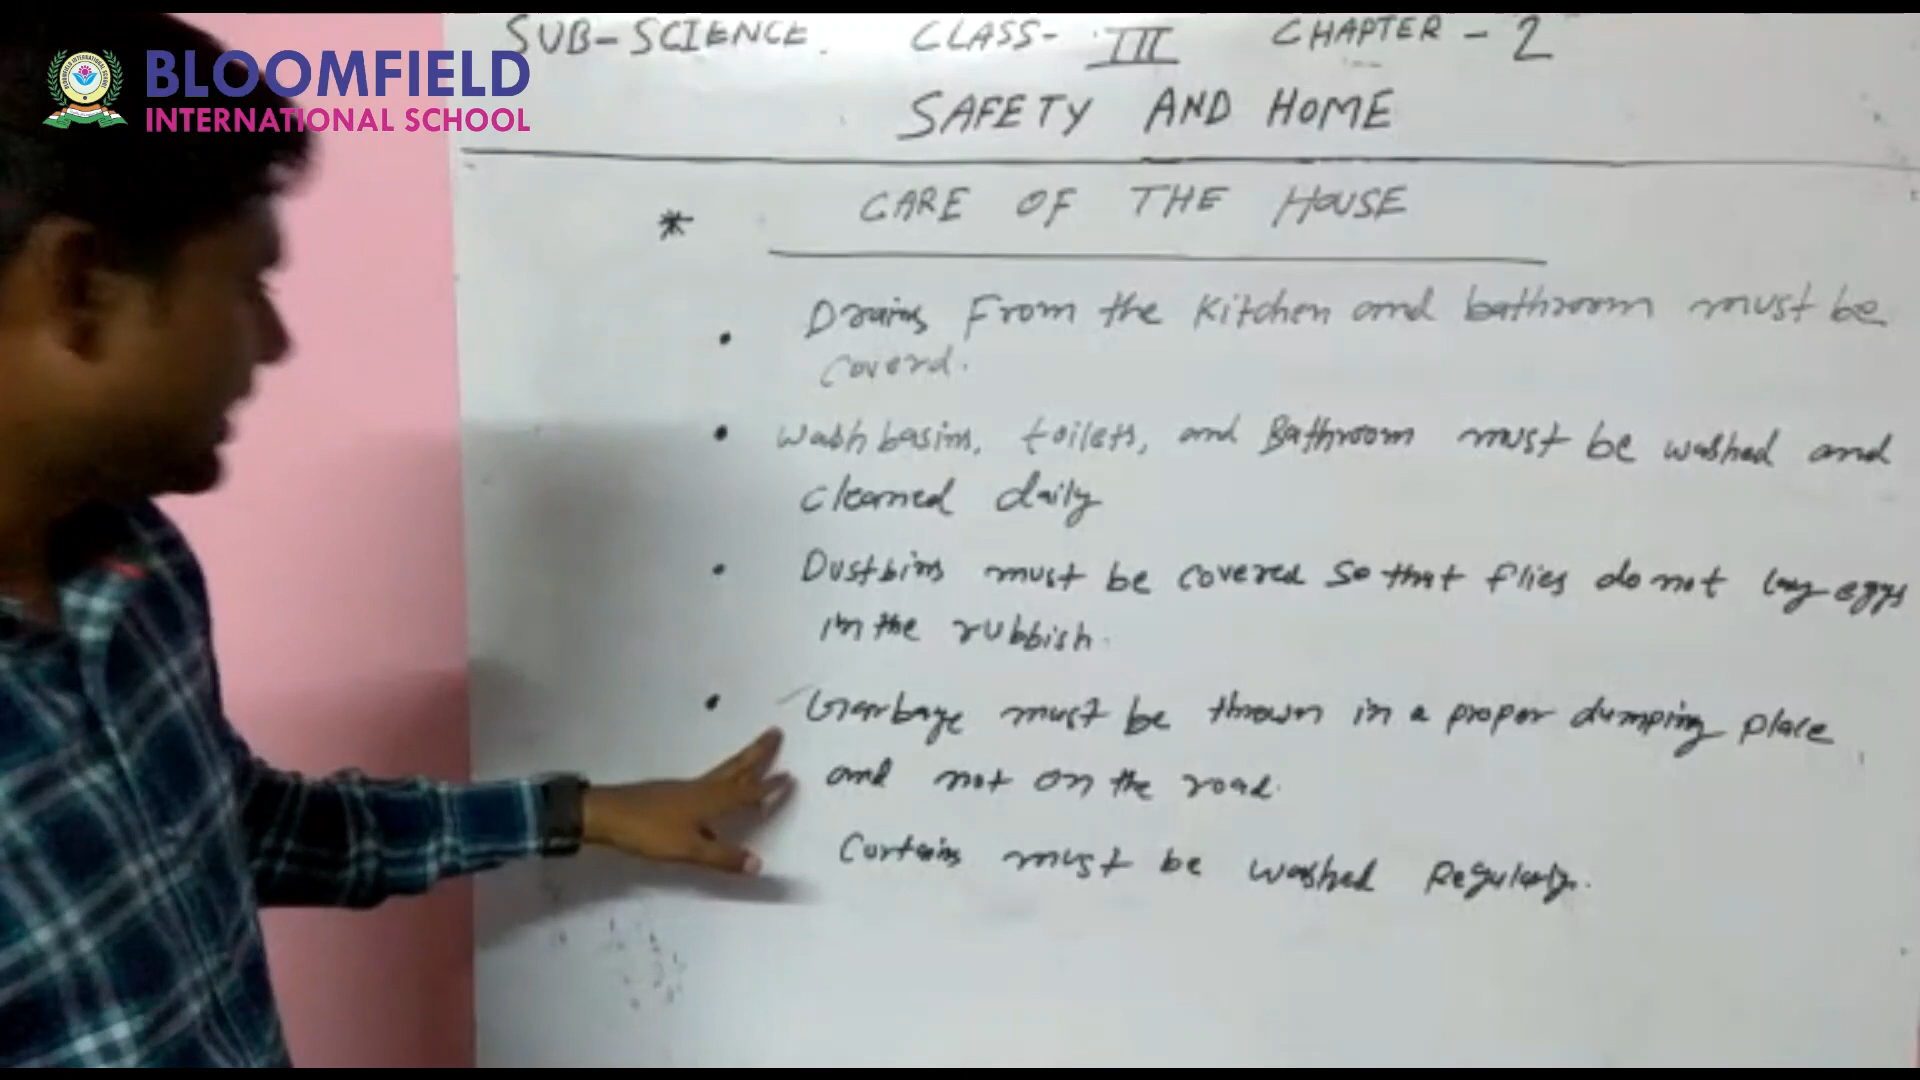 BLOOMFIELD
INTERNATIONAL SCHOOL
SUB-SCIENCE. CLASS- III CHAPTER - 2
SAFETY AND HOME
* CARE OF THE HOUSE
• Drains From the Kitchen and bathroom must be
coverd.
• Wash basins, toilets, and Bathroom must be washed and
cleaned daily
• Dustbins must be covered so that flies do not lay eggs
in the rubbish.
• Garbage must be thrown in a proper dumping place
and not on the road.
Curtains must be washed Regularly.